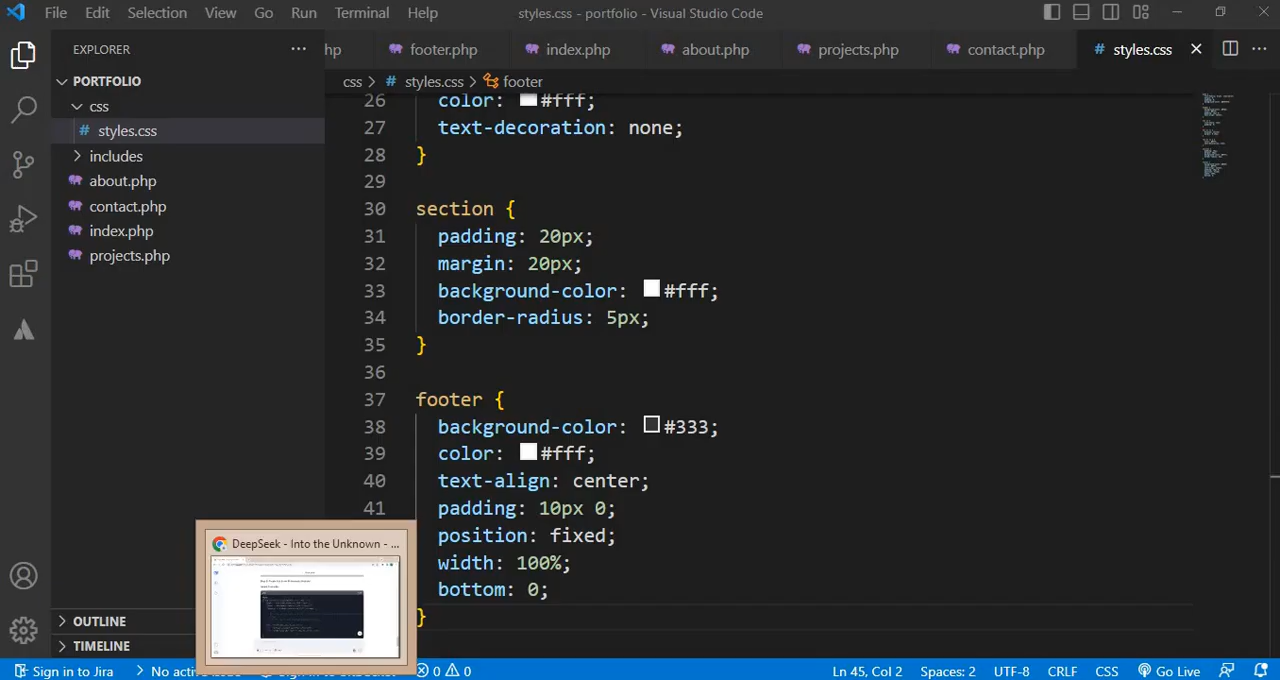 File Edit Selection View Go Run Terminal Help styles.css - portfolio - Visual Studio Code
EXPLORER
hp footer.php index.php about.php projects.php contact.php # styles.css
PORTFOLIO
css > # styles.css > footer
css
# styles.css
includes
about.php
contact.php
index.php
projects.php
26 color: #fff;
27 text-decoration: none;
28 }
29
30 section {
31 padding: 20px;
32 margin: 20px;
33 background-color: #fff;
34 border-radius: 5px;
35 }
36
37 footer {
38 background-color: #333;
39 color: #fff;
40 text-align: center;
41 padding: 10px 0;
position: fixed;
width: 100%;
bottom: 0;
}
DeepSeek - Into the Unknown - ...
OUTLINE
TIMELINE
Sign in to Jira No active 0 0 Ln 45, Col 2 Spaces: 2 UTF-8 CRLF CSS Go Live